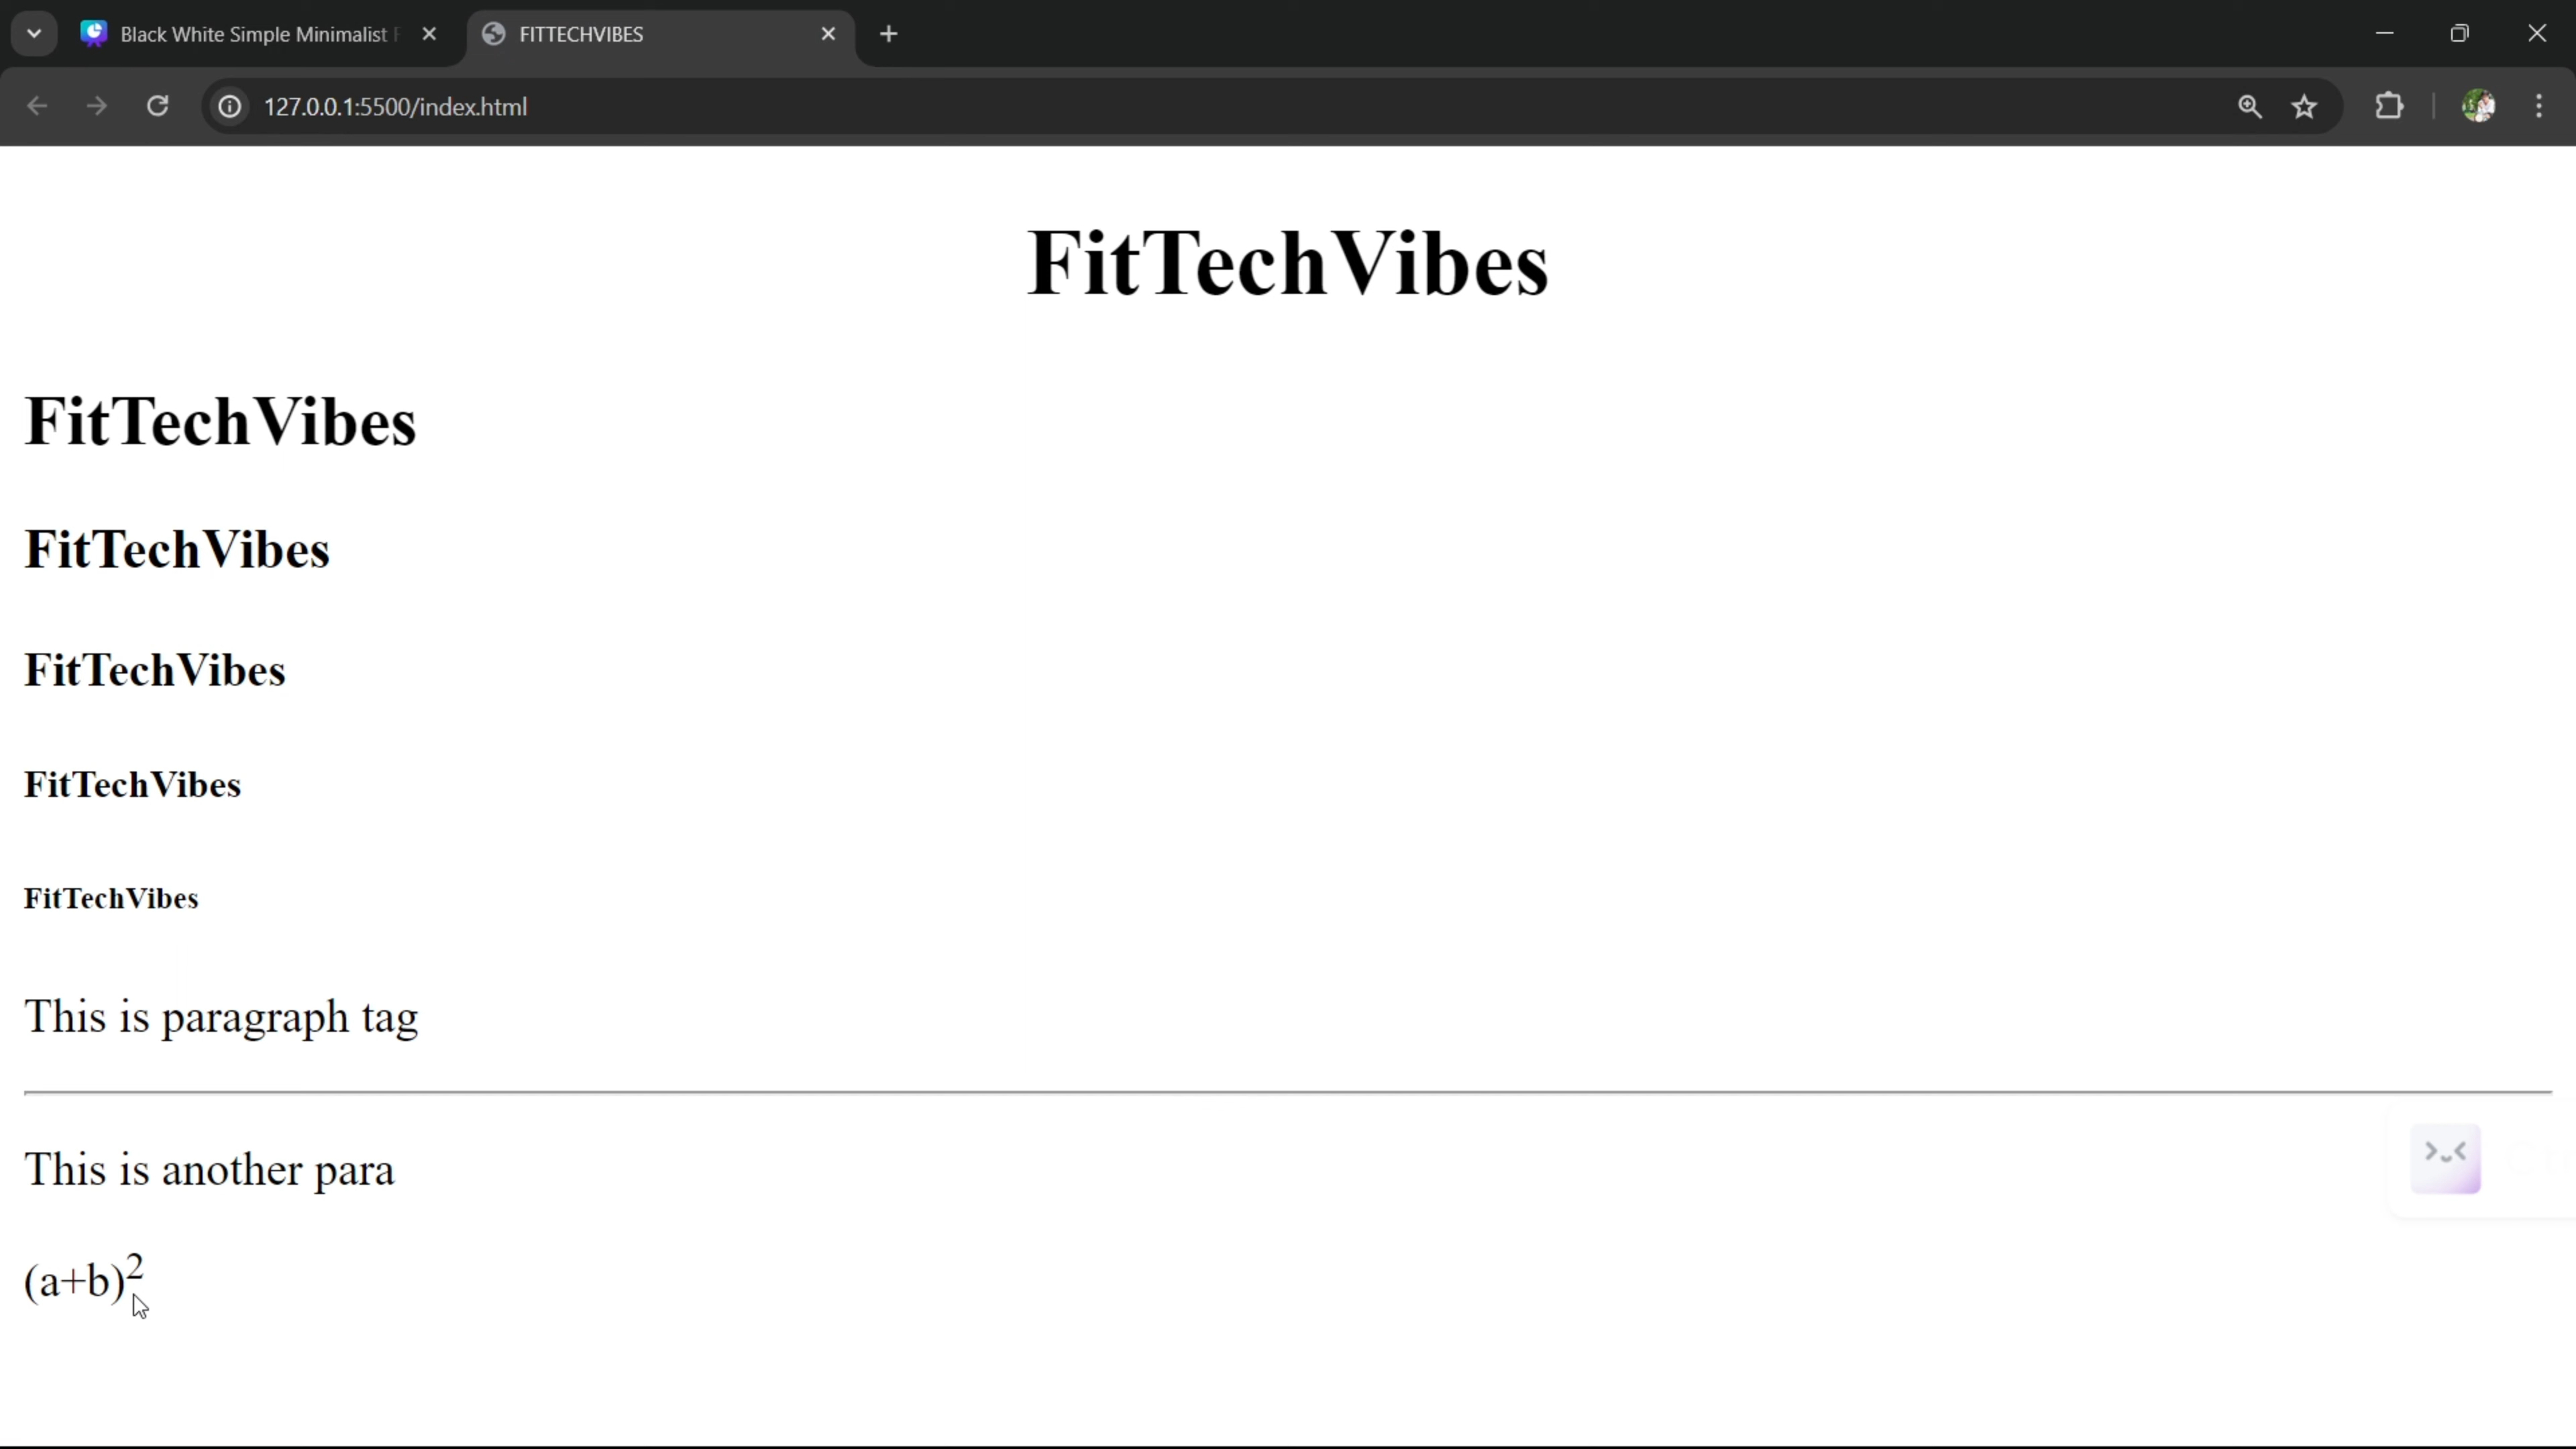 Black White Simple Minimalist
FITTECHVIBES
127.0.0.1:5500/index.html
FitTechVibes
FitTechVibes
FitTechVibes
FitTechVibes
FitTechVibes
FitTechVibes
This is paragraph tag
This is another para
(a+b)²